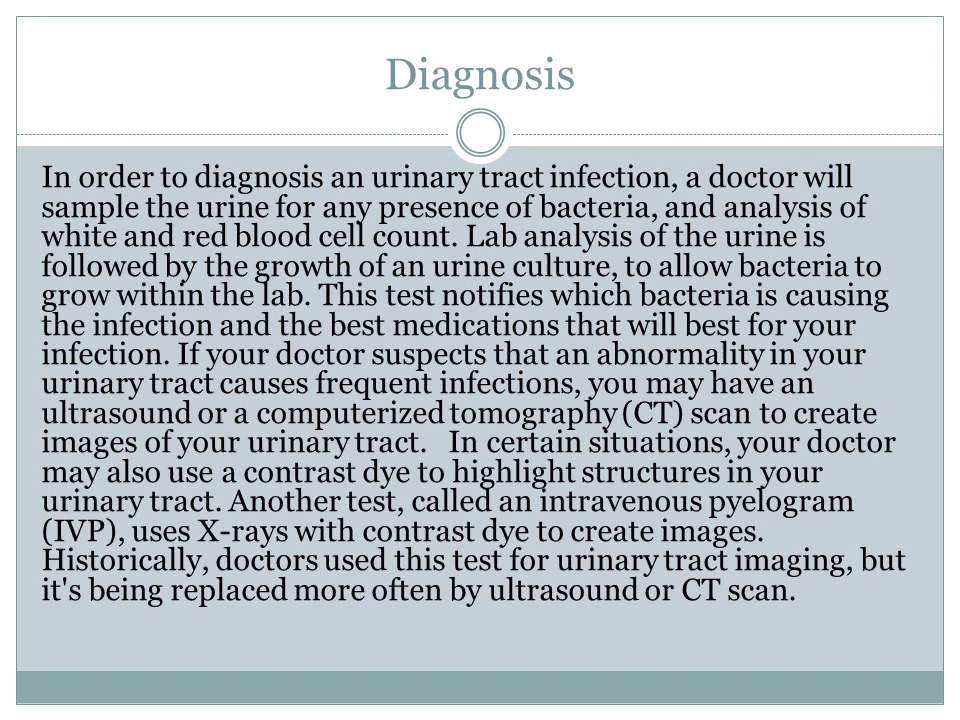 Diagnosis
In order to diagnosis an urinary tract infection, a doctor will
sample the urine for any presence of bacteria, and analysis of
white and red blood cell count. Lab analysis of the urine is
followed by the growth of an urine culture, to allow bacteria to
grow within the lab. This test notifies which bacteria is causing
the infection and the best medications that will best for your
infection. If your doctor suspects that an abnormality in your
urinary tract causes frequent infections, you may have an
ultrasound or a computerized tomography (CT) scan to create
images of your urinary tract.   In certain situations, your doctor
may also use a contrast dye to highlight structures in your
urinary tract. Another test, called an intravenous pyelogram
(IVP), uses X-rays with contrast dye to create images.
Historically, doctors used this test for urinary tract imaging, but
it's being replaced more often by ultrasound or CT scan.